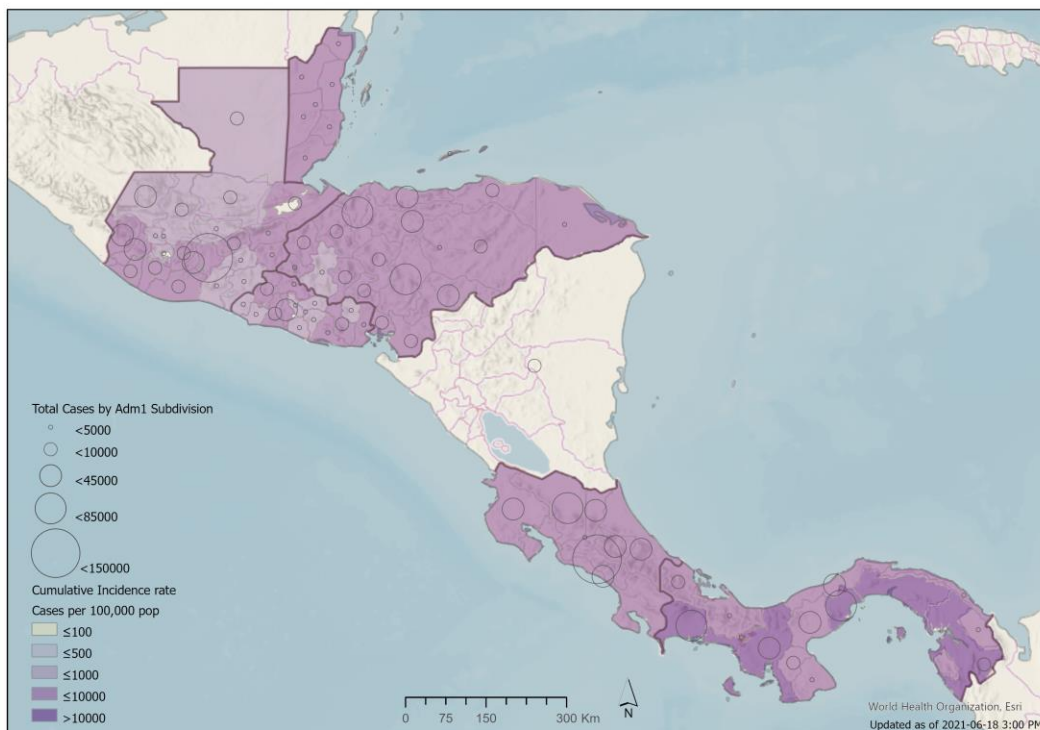 Total Cases by Adm1 Subdivision
<5000
<10000
<45000
<85000
<150000
Cumulative Incidence rate
Cases per 100,000 pop
≤100
≤500
≤1000
≤10000
>10000
0 75 150 300 Km
N
World Health Organization, Esri
Updated as of 2021-06-18 3:00 PM